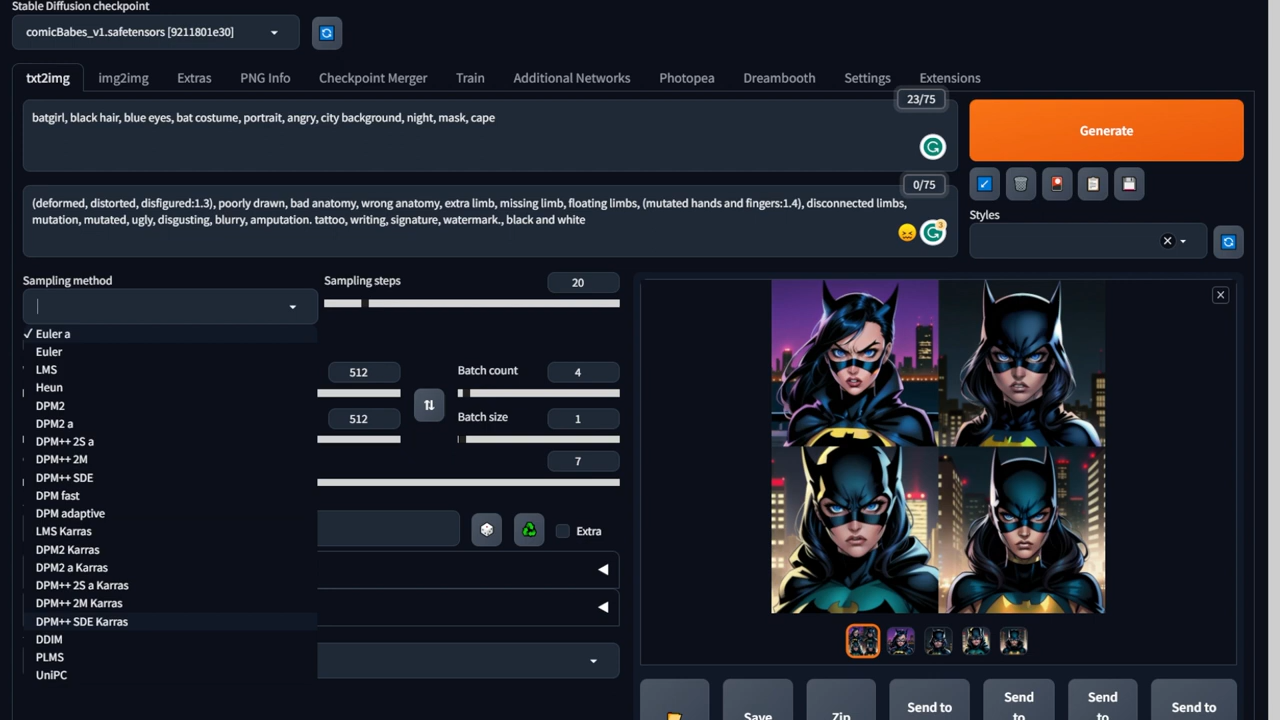 Stable Diffusion checkpoint
comicBabes_v1.safetensors [9211801e30]
txt2img img2img Extras PNG Info Checkpoint Merger Train Additional Networks Photopea Dreambooth Settings Extensions
23/75
batgirl, black hair, blue eyes, bat costume, portrait, angry, city background, night, mask, cape
Generate
0/75
(deformed, distorted, disfigured:1.3), poorly drawn, bad anatomy, wrong anatomy, extra limb, missing limb, floating limbs, (mutated hands and fingers:1.4), disconnected limbs,
mutation, mutated, ugly, disgusting, blurry, amputation. tattoo, writing, signature, watermark., black and white
3
Styles
Sampling method
Sampling steps
20
Euler a
Euler
LMS
Heun
DPM2
DPM2 a
DPM++ 2S a
DPM++ 2M
DPM++ SDE
DPM fast
DPM adaptive
LMS Karras
DPM2 Karras
DPM2 a Karras
DPM++ 2S a Karras
DPM++ 2M Karras
DPM++ SDE Karras
DDIM
PLMS
UniPC
512
Batch count
4
512
Batch size
1
7
Extra
Save
Zip
Send to
Send
to
Send
to
Send to